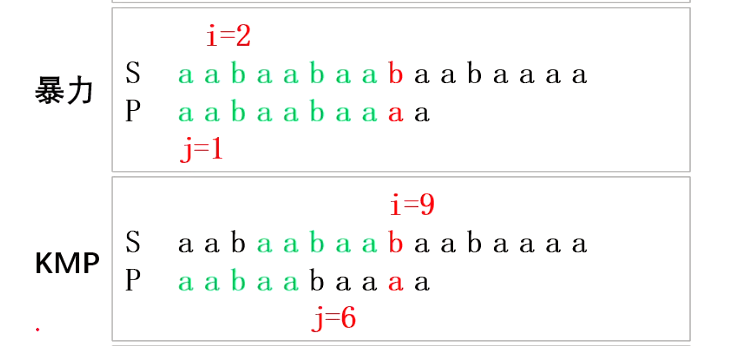 i=2
暴力
S a a b a a b a a b a a b a a a a
P a a b a a b a a a a
j=1
i=9
KMP
S a a b a a b a a b a a b a a a a
P a a b a a b a a a a
j=6
.